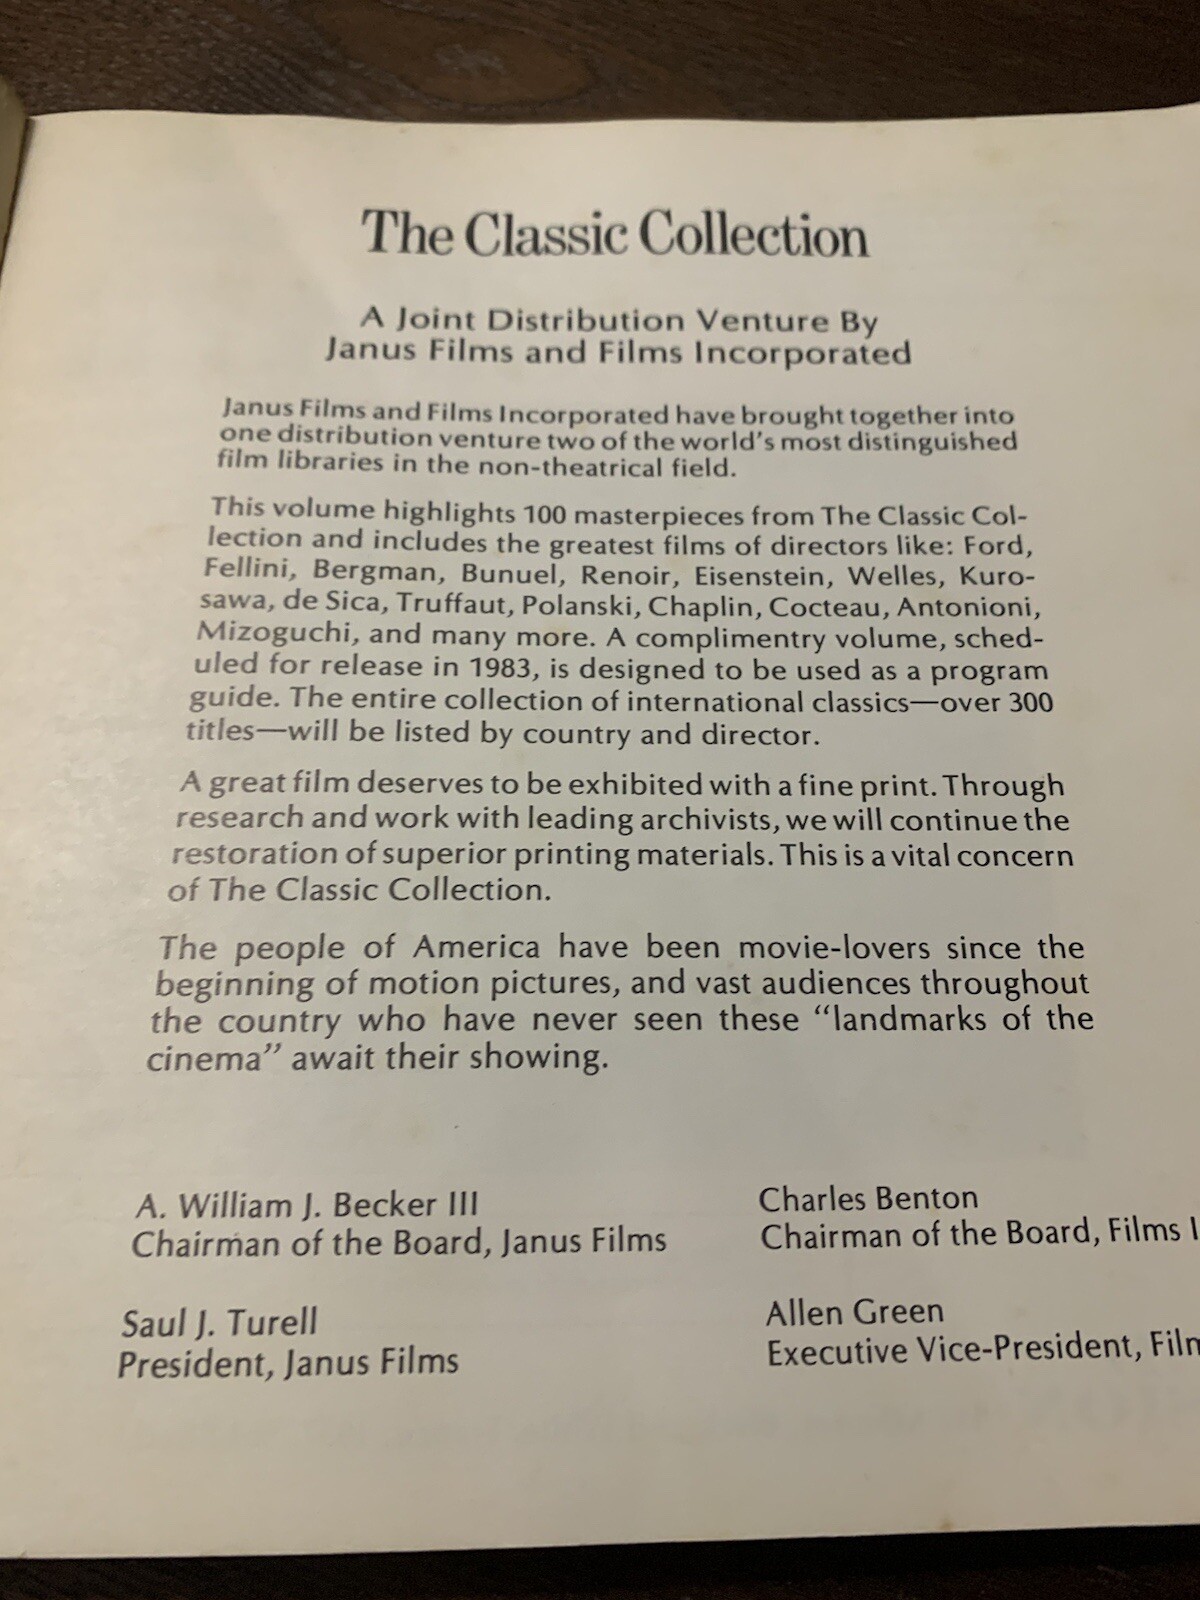 The Classic Collection
A Joint Distribution Venture By
Janus Films and Films Incorporated
Janus Films and Films Incorporated have brought together into
one distribution venture two of the world's most distinguished
film libraries in the non-theatrical field.
This volume highlights 100 masterpieces from The Classic Col-
lection and includes the greatest films of directors like: Ford,
Fellini, Bergman, Bunuel, Renoir, Eisenstein, Welles, Kuro-
sawa, de Sica, Truffaut, Polanski, Chaplin, Cocteau, Antonioni,
Mizoguchi, and many more. A complimentry volume, sched-
uled for release in 1983, is designed to be used as a program
guide. The entire collection of international classics—over 300
titles—will be listed by country and director.
A great film deserves to be exhibited with a fine print. Through
research and work with leading archivists, we will continue the
restoration of superior printing materials. This is a vital concern
of The Classic Collection.
The people of America have been movie-lovers since the
beginning of motion pictures, and vast audiences throughout
the country who have never seen these “landmarks of the
cinema” await their showing.
A. William J. Becker III
Chairman of the Board, Janus Films
Saul J. Turell
President, Janus Films
Charles Benton
Chairman of the Board, Films I
Allen Green
Executive Vice-President, Film